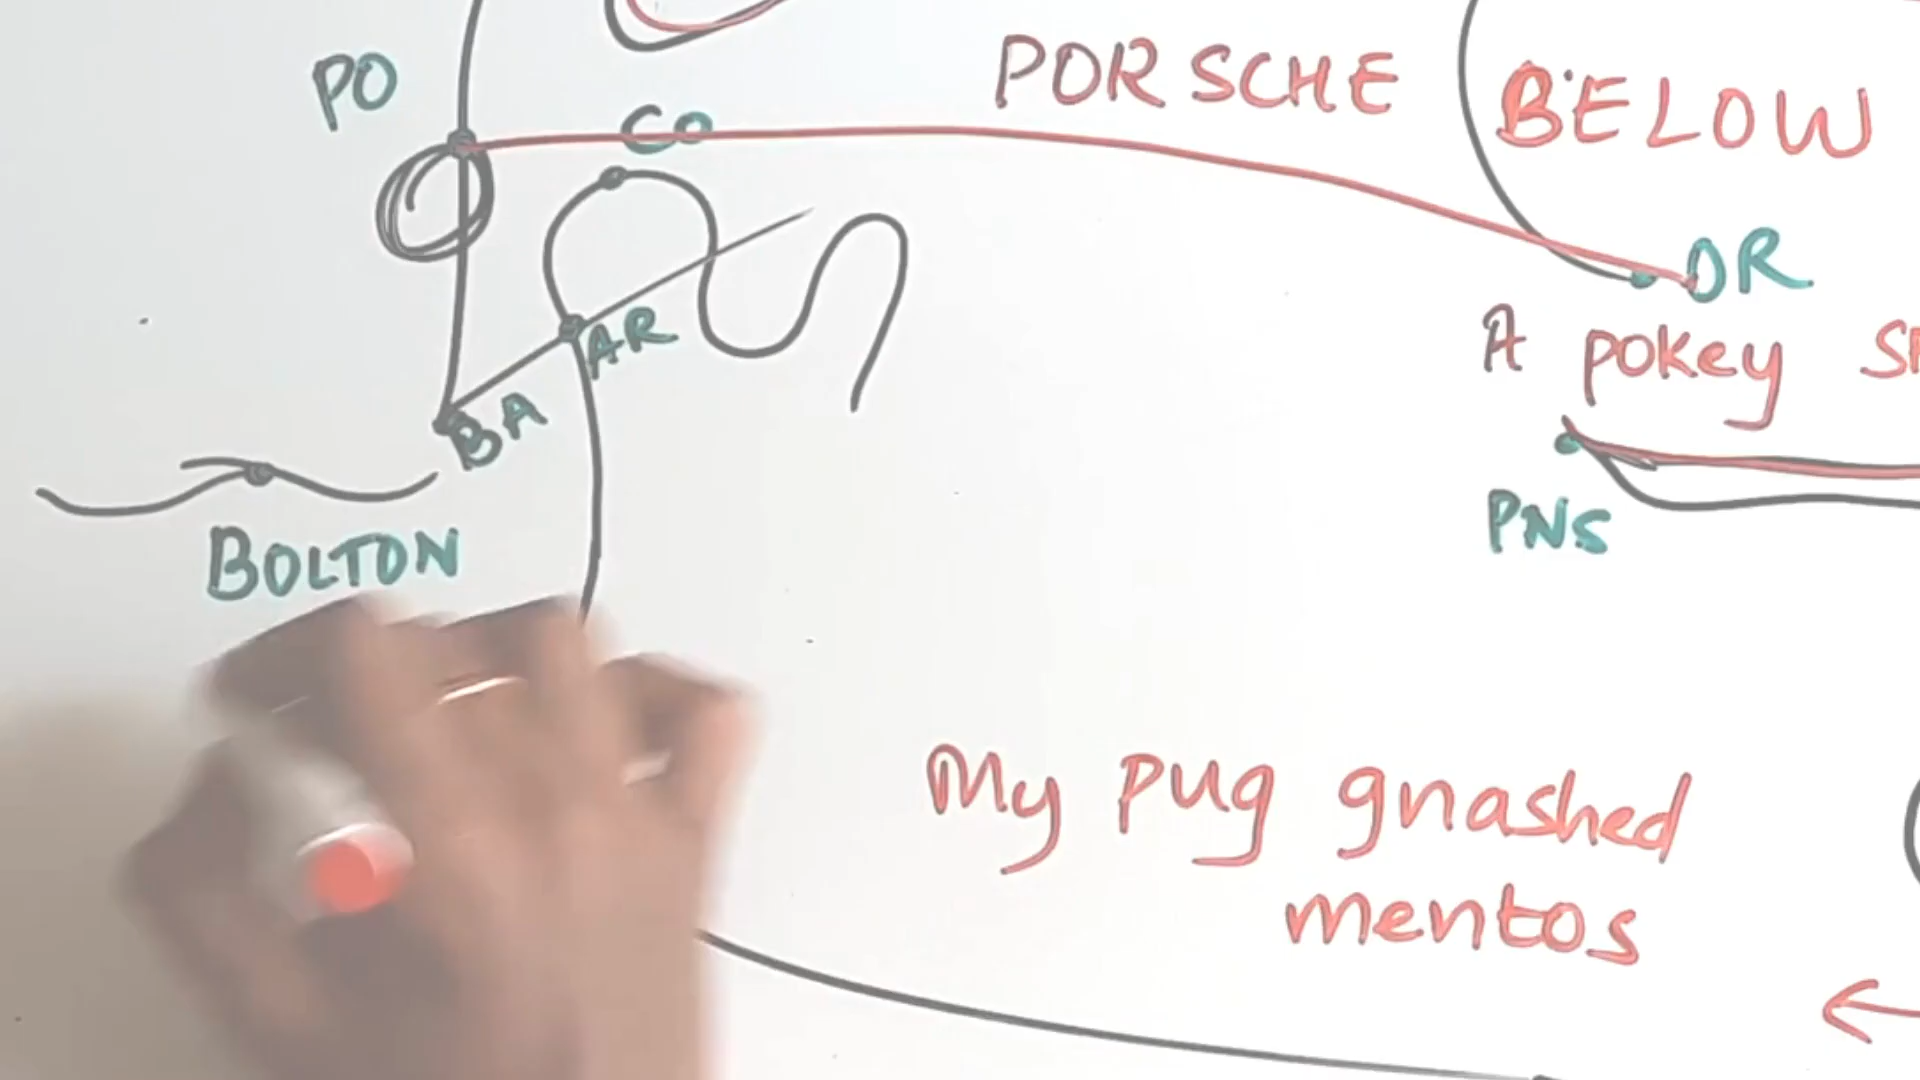 PO
Co
PORSCHE
BELOW
AR
OR
A pokey
BA
PNS
BOLTON
My pug gnashed
mentos